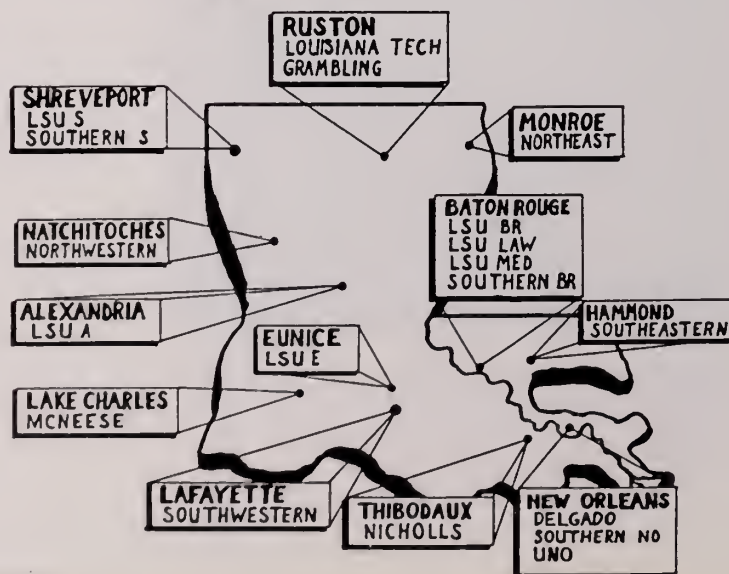 RUSTON
LOUISIANA TECH
GRAMBLING
SHREVEPORT
LSU S
SOUTHERN S
MONROE
NORTHEAST
NATCHITOCHES
NORTHWESTERN
BATON ROUGE
LSU BR
LSU LAW
LSU MED
SOUTHERN BR
ALEXANDRIA
LSU A
HAMMOND
SOUTHEASTERN
EUNICE
LSU E
LAKE CHARLES
MCNEESE
LAFAYETTE
SOUTHWESTERN
THIBODAUX
NICHOLLS
NEW ORLEANS
DELGADO
SOUTHERN NO
UNO